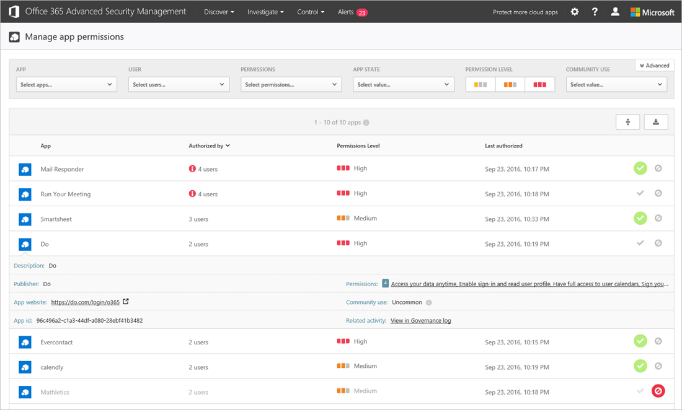 Office 365 Advanced Security Management Discover Investigate Control Alerts 23 Protect more cloud apps ? Microsoft
Manage app permissions
Advanced
APP USER PERMISSIONS APP STATE PERMISSION LEVEL COMMUNITY USE
Select apps... Select users... Select permissions... Select value... Select value...
1 - 10 of 10 apps
App Authorized by Permissions Level Last authorized
Mail Responder 4 users High Sep 23, 2016, 10:17 PM
Run Your Meeting 4 users High Sep 23, 2016, 10:18 PM
Smartsheet 3 users Medium Sep 23, 2016, 10:33 PM
Do 2 users High Sep 23, 2016, 10:19 PM
Description: Do
Publisher: Do Permissions: 4 Access your data anytime. Enable sign in and read user profile. Have full access to user calendars. Sign you...
App website: https://do.com/login/o365 Community use: Uncommon
App id: 96c496a2-c1a3-44df-a080-28ebf41b3482 Related activity: View in Governance log
Evercontact 2 users High Sep 23, 2016, 10:15 PM
calendly 2 users Medium Sep 23, 2016, 10:19 PM
Mathletics 2 users Medium Sep 23, 2016, 10:18 PM